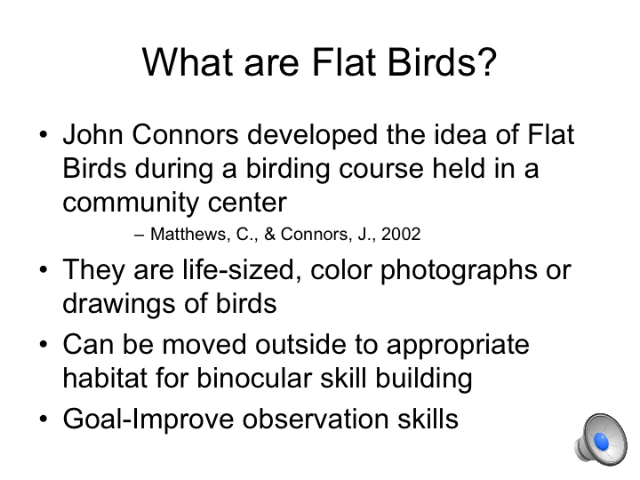 What are Flat Birds?
• John Connors developed the idea of Flat
Birds during a birding course held in a
community center
– Matthews, C., & Connors, J., 2002
• They are life-sized, color photographs or
drawings of birds
• Can be moved outside to appropriate
habitat for binocular skill building
• Goal-Improve observation skills